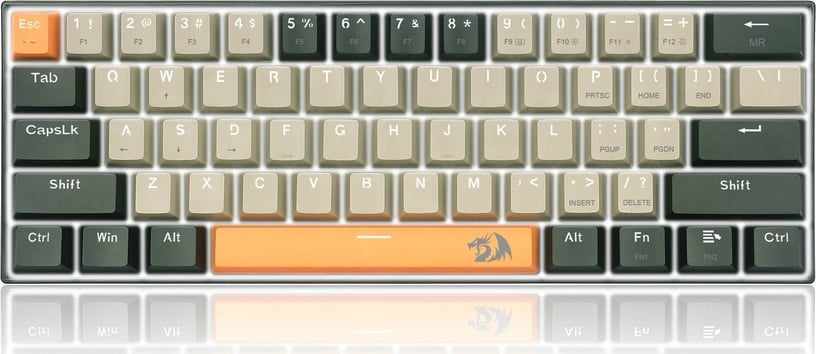 Esc 1 ! 2 @ 3 # 4 $ 5 % 6 ^ 7 & 8 * 9 ( 0 ) - _ = + ←
` ~ F1 F2 F3 F4 F5 F6 F7 F8 F9 F10 F11 F12 MR
Tab Q W E R T Y U I O P [ { ] } \ |
↑ PRTSC HOME END
CapsLk A S D F G H J K L ; : ' " ↵
← ↓ → PGUP PGDN
Shift Z X C V B N M , < . > / ? Shift
INSERT DELETE
Ctrl Win Alt Alt Fn Ctrl
FN1 FN2